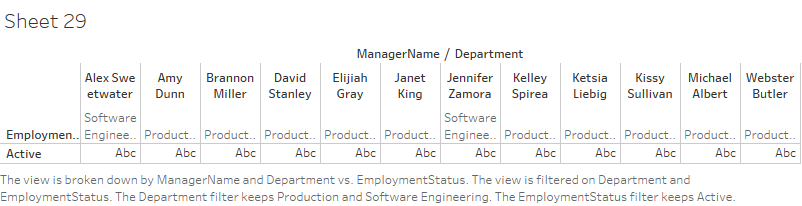 Sheet 29
ManagerName / Department
Alex Swe Amy Brannon David Elijiah Janet Jennifer Kelley Ketsia Kissy Michael Webster
etwater Dunn Miller Stanley Gray King Zamora Spirea Liebig Sullivan Albert Butler
Software Software
Employmen.. Enginee.. Product.. Product.. Product.. Product.. Product.. Enginee.. Product.. Product.. Product.. Product.. Product..
Active Abc Abc Abc Abc Abc Abc Abc Abc Abc Abc Abc Abc
The view is broken down by ManagerName and Department vs. EmploymentStatus. The view is filtered on Department and
EmploymentStatus. The Department filter keeps Production and Software Engineering. The EmploymentStatus filter keeps Active.